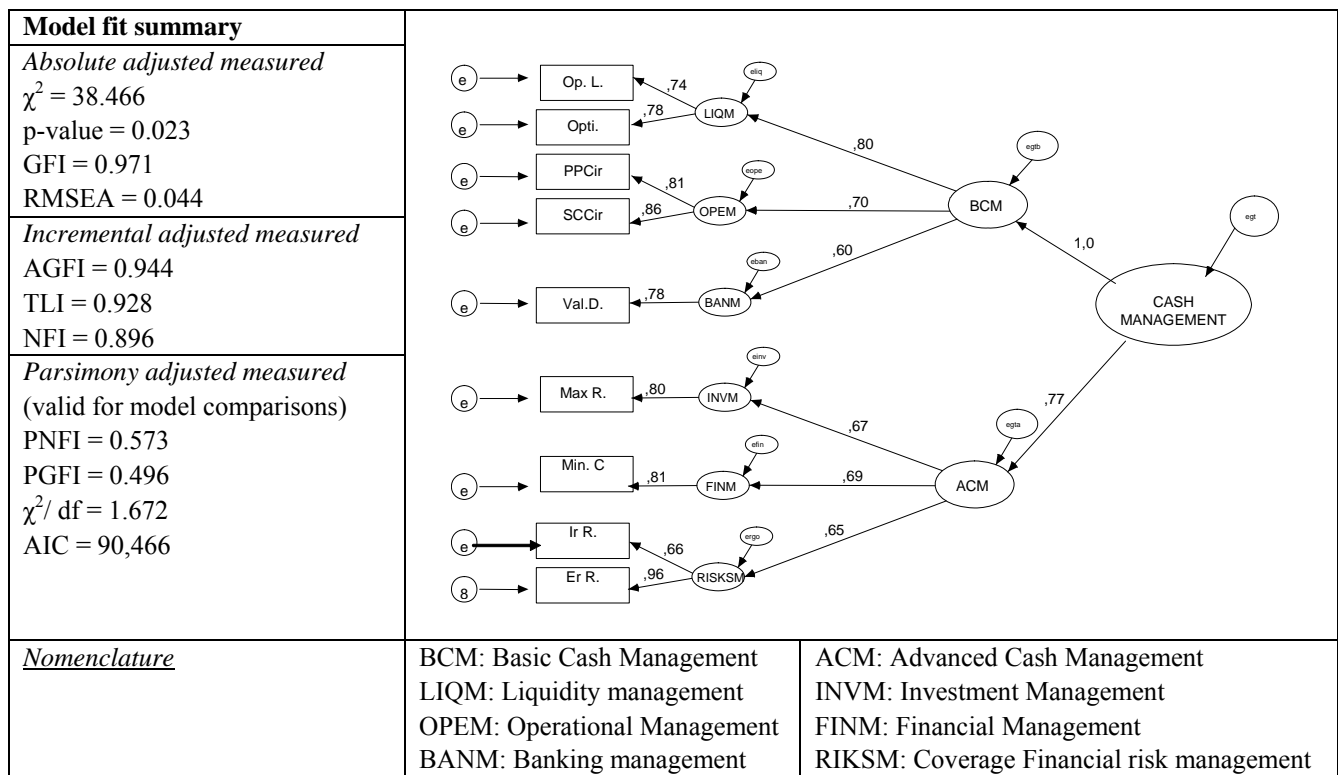 Model fit summary
Absolute adjusted measured
χ² = 38.466
p-value = 0.023
GFI = 0.971
RMSEA = 0.044
Incremental adjusted measured
AGFI = 0.944
TLI = 0.928
NFI = 0.896
Parsimony adjusted measured
(valid for model comparisons)
PNFI = 0.573
PGFI = 0.496
χ²/ df = 1.672
AIC = 90,466
e
Op. L.
,74
eliq
LIQM
e
Opti.
,78
,80
e
PPCir
,81
eope
OPEM
e
SCCir
,86
,70
egtb
BCM
e
Val.D.
,78
eban
BANM
,60
1,0
egt
CASH
MANAGEMENT
e
Max R.
,80
einv
INVM
,67
,77
e
Min. C
,81
efin
FINM
,69
egta
ACM
e
Ir R.
,66
ergo
RISKSM
,65
8
Er R.
,96
Nomenclature
BCM: Basic Cash Management
LIQM: Liquidity management
OPEM: Operational Management
BANM: Banking management
ACM: Advanced Cash Management
INVM: Investment Management
FINM: Financial Management
RIKSM: Coverage Financial risk management